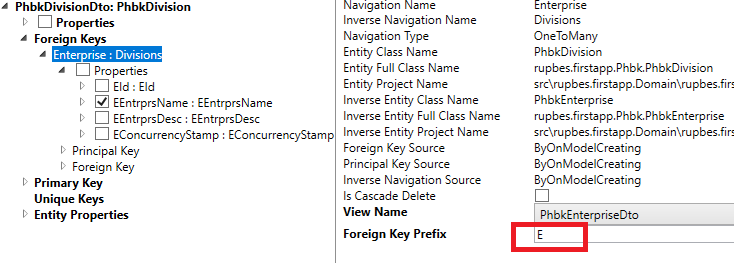 PhbkDivisionDto: PhbkDivision
Properties
Foreign Keys
Enterprise : Divisions
Properties
EId : EId
EEntrprsName : EEntrprsName
EEntrprsDesc : EEntrprsDesc
EConcurrencyStamp : EConcurrencyStamp
Principal Key
Foreign Key
Primary Key
Unique Keys
Entity Properties
Navigation Name Enterprise
Inverse Navigation Name Divisions
Navigation Type OneToMany
Entity Class Name PhbkDivision
Entity Full Class Name rupbes.firstapp.Phbk.PhbkDivision
Entity Project Name src\rupbes.firstapp.Domain\rupbes.firstapp
Inverse Entity Class Name PhbkEnterprise
Inverse Entity Full Class Name rupbes.firstapp.Phbk.PhbkEnterprise
Inverse Entity Project Name src\rupbes.firstapp.Domain\rupbes.firstapp
Foreign Key Source ByOnModelCreating
Principal Key Source ByOnModelCreating
Inverse Navigation Source ByOnModelCreating
Is Cascade Delete
View Name PhbkEnterpriseDto
Foreign Key Prefix E